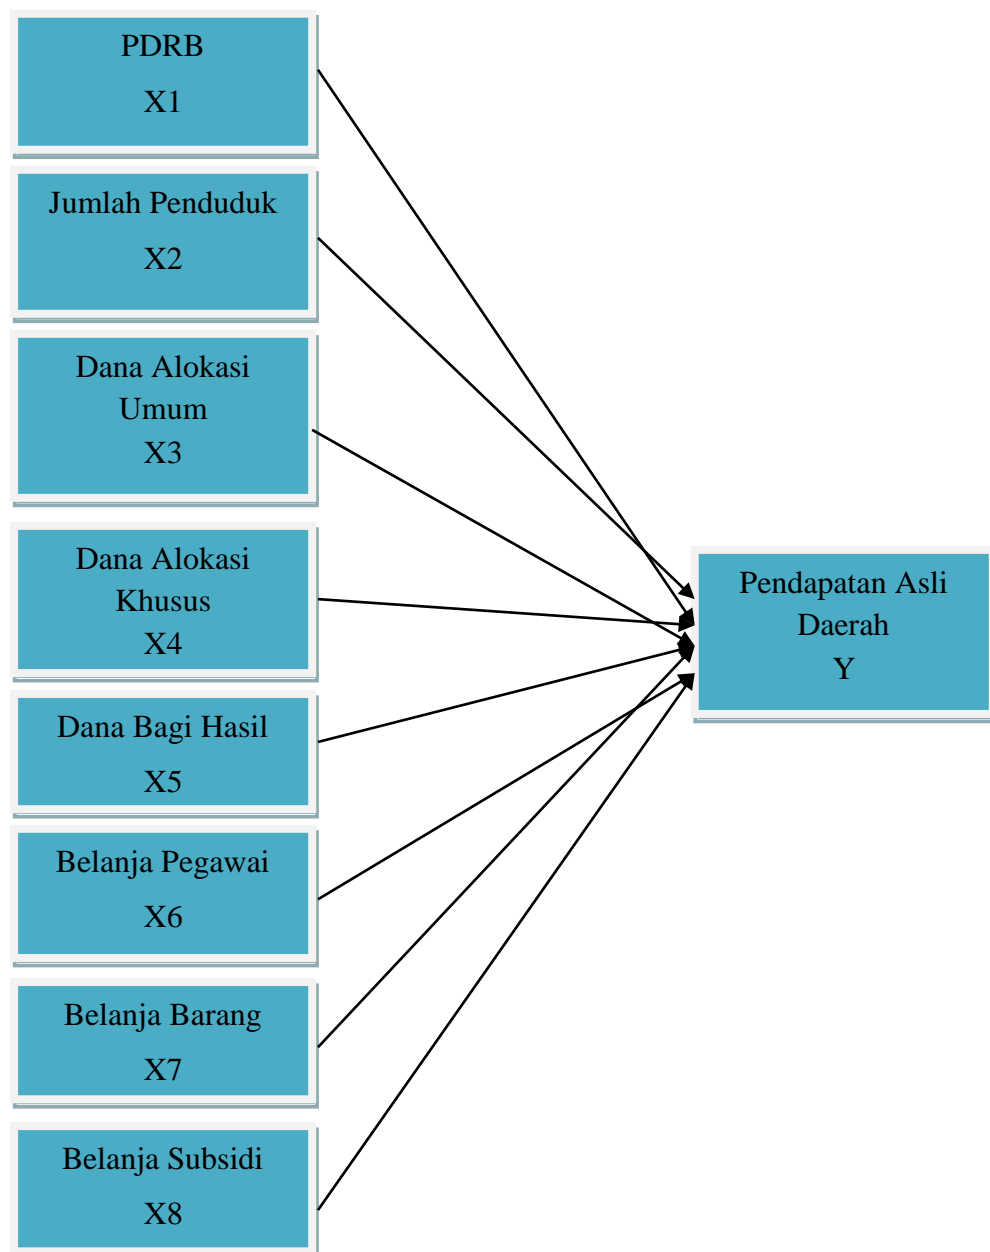 PDRB
X1
Jumlah Penduduk
X2
Dana Alokasi
Umum
X3
Dana Alokasi
Khusus
X4
Dana Bagi Hasil
X5
Belanja Pegawai
X6
Belanja Barang
X7
Belanja Subsidi
X8
Pendapatan Asli
Daerah
Y